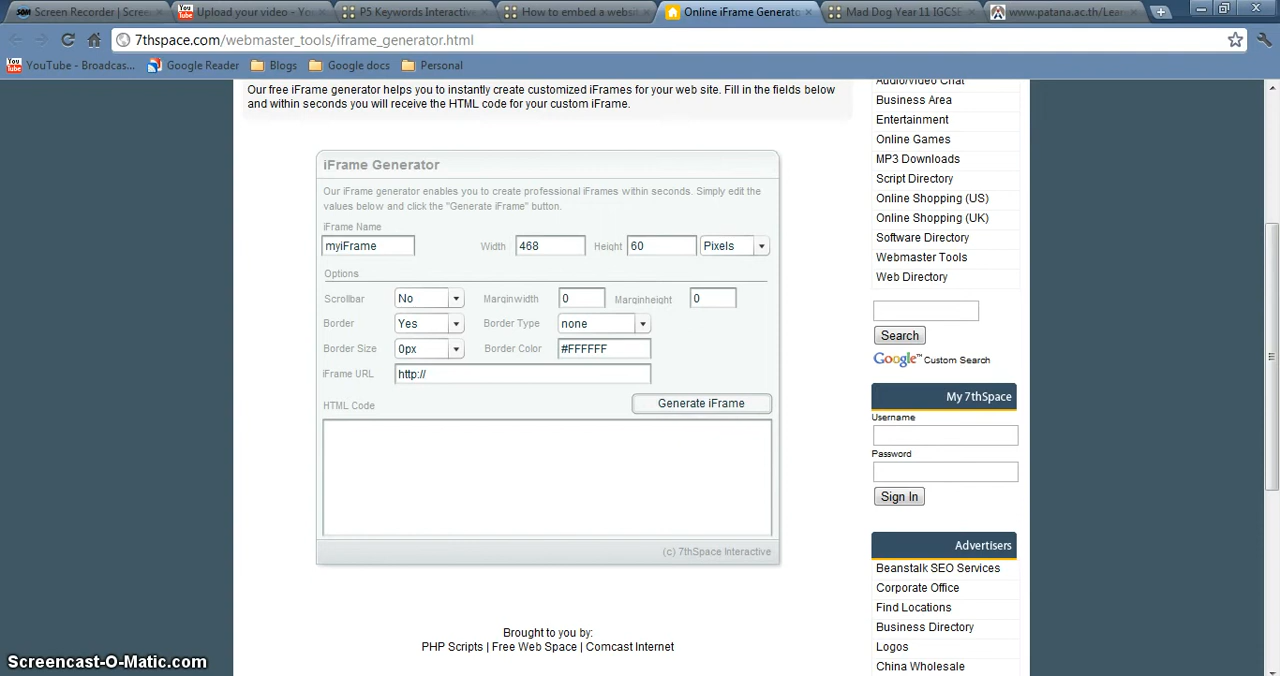 Screen Recorder | Scree
Upload your video - Yo
P5 Keywords Interactive
How to embed a websi
Online iFrame Generato
Mad Dog Year 11 IGCSE
www.patana.ac.th/Lear
7thspace.com/webmaster_tools/iframe_generator.html
YouTube - Broadcas...
Google Reader
Blogs
Google docs
Personal
Our free iFrame generator helps you to instantly create customized iFrames for your web site. Fill in the fields below
and within seconds you will receive the HTML code for your custom iFrame.
iFrame Generator
Our iFrame generator enables you to create professional iFrames within seconds. Simply edit the
values below and click the "Generate iFrame" button.
iFrame Name
myiFrame Width 468 Height 60 Pixels
Options
Scrollbar No Marginwidth 0 Marginheight 0
Border Yes Border Type none
Border Size 0px Border Color #FFFFFF
iFrame URL http://
HTML Code Generate iFrame
(c) 7thSpace Interactive
Brought to you by:
PHP Scripts | Free Web Space | Comcast Internet
Audio/Video Chat
Business Area
Entertainment
Online Games
MP3 Downloads
Script Directory
Online Shopping (US)
Online Shopping (UK)
Software Directory
Webmaster Tools
Web Directory
Search
Google™ Custom Search
My 7thSpace
Username
Password
Sign In
Advertisers
Beanstalk SEO Services
Corporate Office
Find Locations
Business Directory
Logos
China Wholesale
Screencast-O-Matic.com